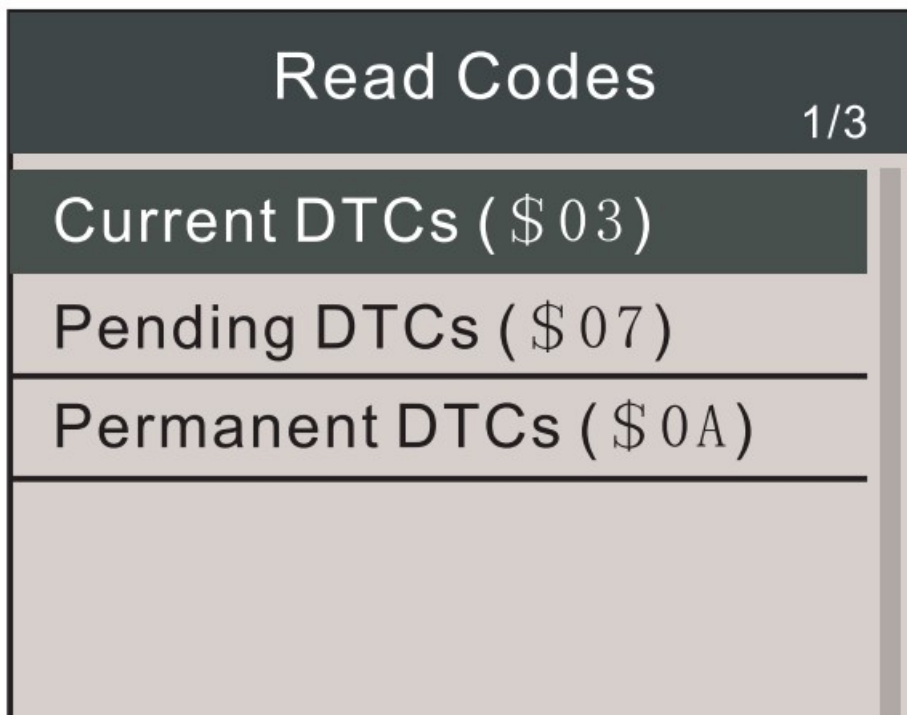 Read Codes
1/3
Current DTCs ($03)
Pending DTCs ($07)
Permanent DTCs ($0A)